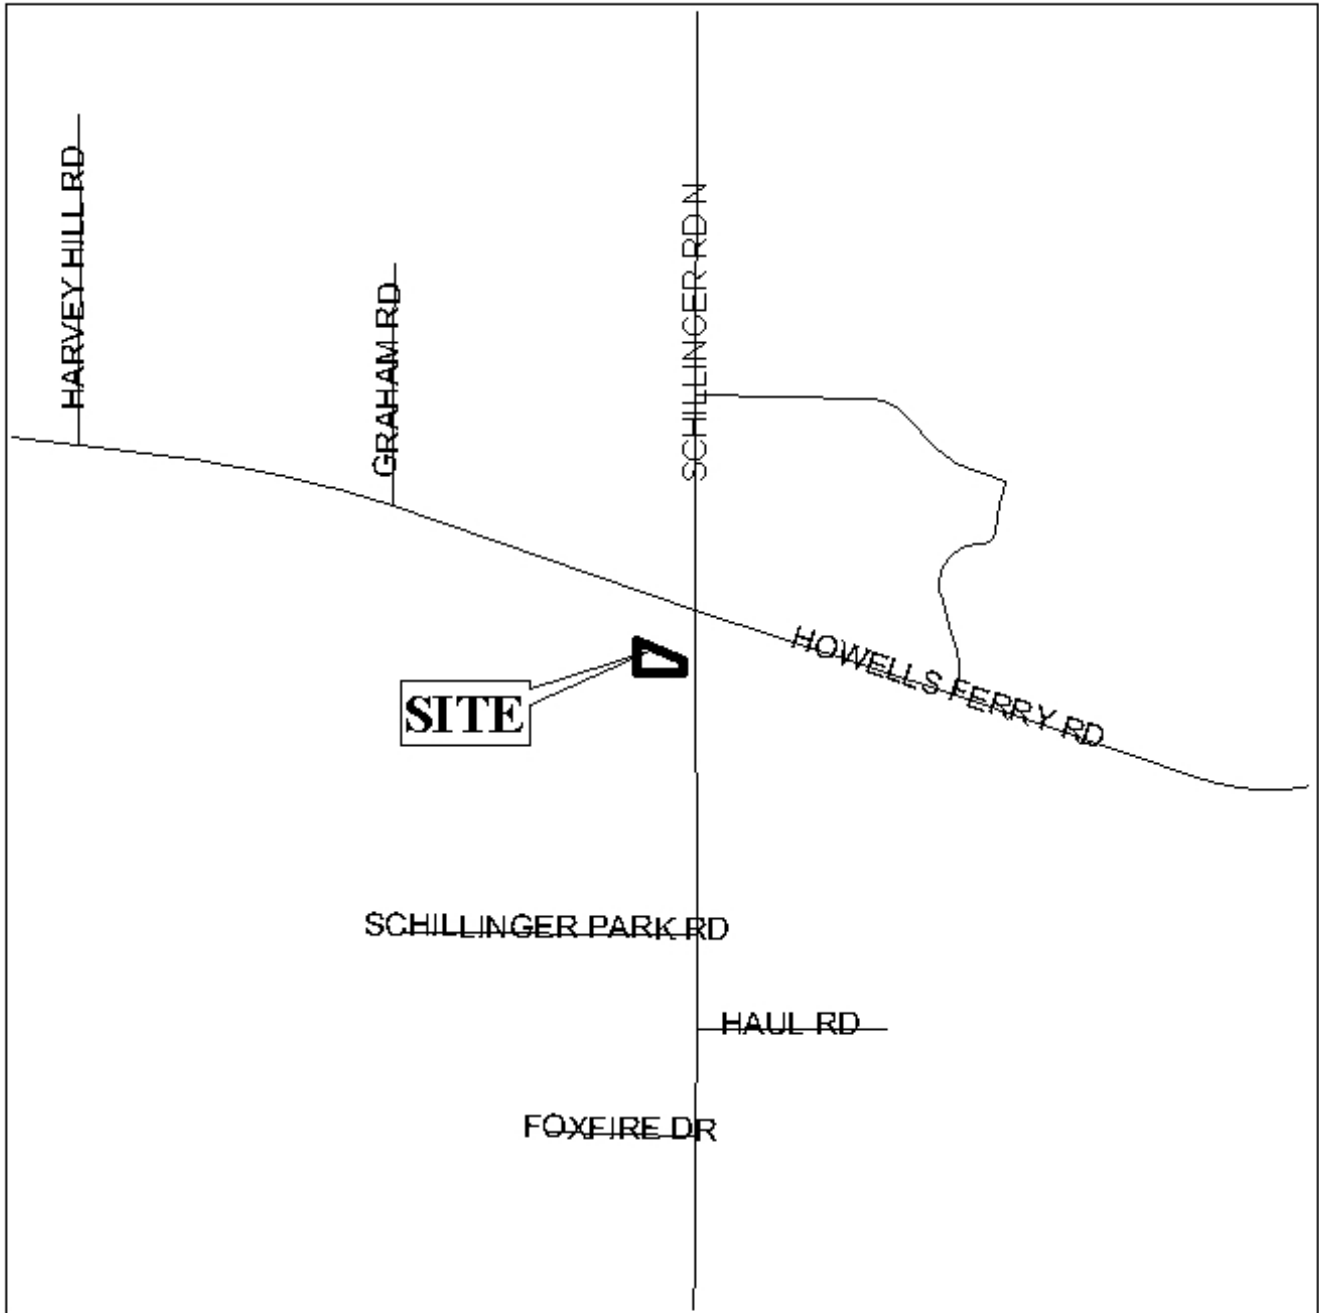 HARVEY HILL RD
GRAHAM RD
SCHILLINGER RD N
HOWELLS FERRY RD
SITE
SCHILLINGER PARK RD
HAUL RD
FOXFIRE DR